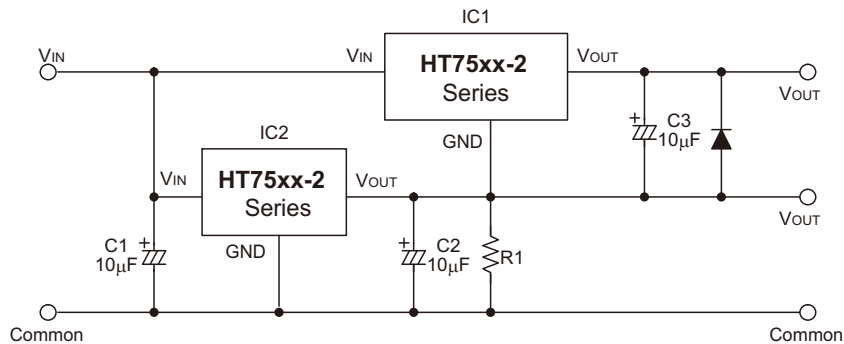 IC1
VIN
VIN
HT75xx-2
Series
VOUT
VOUT
GND
C3
10μF
IC2
VIN
HT75xx-2
Series
VOUT
VOUT
GND
C1
10μF
C2
10μF
R1
Common
Common